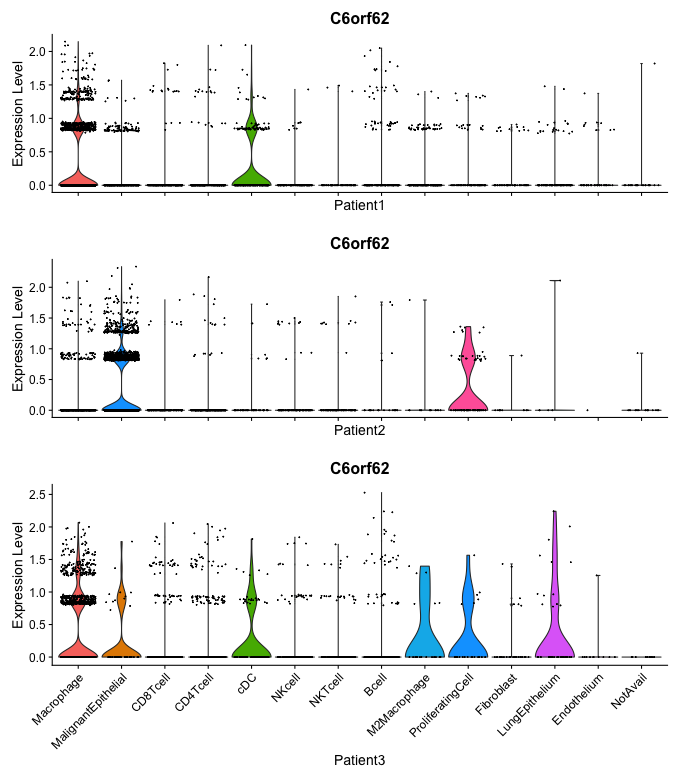 C6orf62
Expression Level
2.0
1.5
1.0
0.5
0.0
Patient1
C6orf62
Expression Level
2.0
1.5
1.0
0.5
0.0
Patient2
C6orf62
Expression Level
2.5
2.0
1.5
1.0
0.5
0.0
Macrophage
MalignantEpithelial
CD8Tcell
CD4Tcell
cDC
NKcell
NKTcell
Bcell
M2Macrophage
ProliferatingCell
Fibroblast
LungEpithelium
Endothelium
NotAvail
Patient3